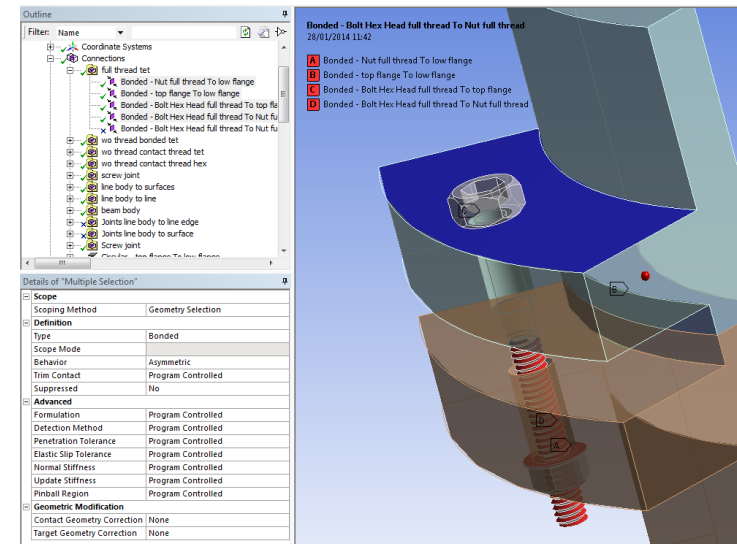 Outline
Filter: Name
Coordinate Systems
Connections
full thread tet
Bonded - Nut full thread To low flange
Bonded - top flange To low flange
Bonded - Bolt Hex Head full thread To top fla
Bonded - Bolt Hex Head full thread To Nut fu
Bonded - Bolt Hex Head full thread To Nut fu
wo thread bonded tet
wo thread contact thread tet
wo thread contact thread hex
screw joint
line body to surfaces
line body to line
beam body
Joints line body to line edge
Joints line body to surface
Screw joint
Circular - top flange To low flange
Details of "Multiple Selection"
Scope
Scoping Method Geometry Selection
Definition
Type Bonded
Scope Mode
Behavior Asymmetric
Trim Contact Program Controlled
Suppressed No
Advanced
Formulation Program Controlled
Detection Method Program Controlled
Penetration Tolerance Program Controlled
Elastic Slip Tolerance Program Controlled
Normal Stiffness Program Controlled
Update Stiffness Program Controlled
Pinball Region Program Controlled
Geometric Modification
Contact Geometry Correction None
Target Geometry Correction None
Bonded - Bolt Hex Head full thread To Nut full thread
28/01/2014 11:42
A Bonded - Nut full thread To low flange
B Bonded - top flange To low flange
C Bonded - Bolt Hex Head full thread To top flange
D Bonded - Bolt Hex Head full thread To Nut full thread
C
B
D
A